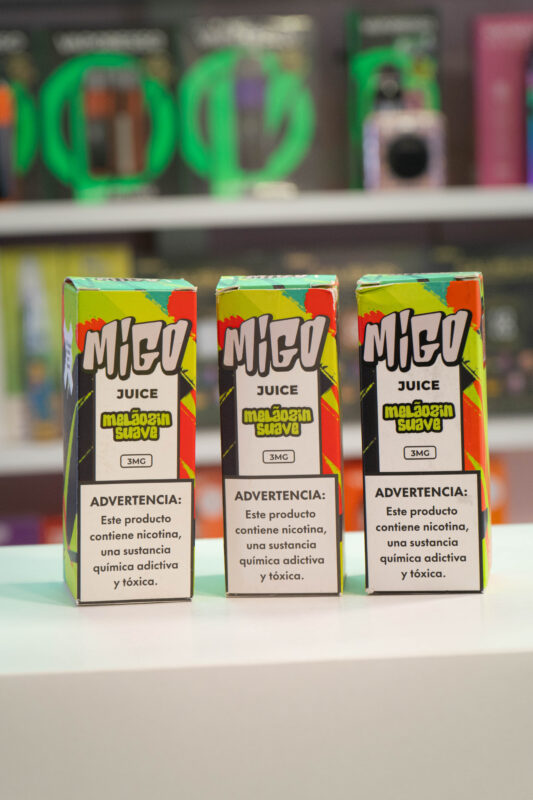 MIGO
JUICE
MELÃOZIN
SUAVE
3MG
ADVERTENCIA:
Este producto
contiene nicotina,
una sustancia
química adictiva
y tóxica.
MIGO
JUICE
MELÃOZIN
SUAVE
3MG
ADVERTENCIA:
Este producto
contiene nicotina,
una sustancia
química adictiva
y tóxica.
MIGO
JUICE
MELÃOZIN
SUAVE
3MG
ADVERTENCIA:
Este producto
contiene nicotina,
una sustancia
química adictiva
y tóxica.